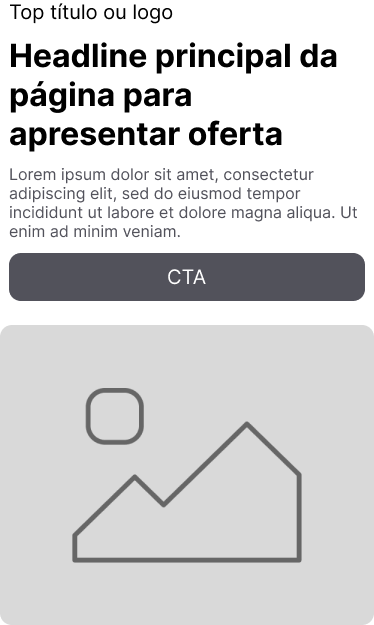 Top título ou logo
Headline principal da
página para
apresentar oferta
Lorem ipsum dolor sit amet, consectetur
adipiscing elit, sed do eiusmod tempor
incididunt ut labore et dolore magna aliqua. Ut
enim ad minim veniam.
CTA